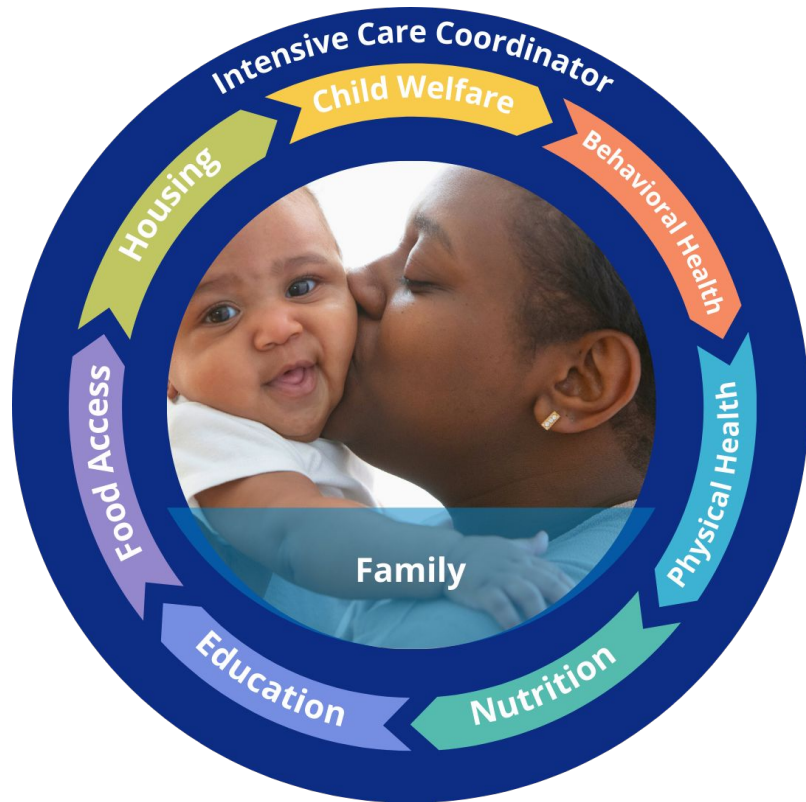 Intensive Care Coordinator
Child Welfare
Behavioral Health
Physical Health
Nutrition
Education
Food Access
Housing
Family